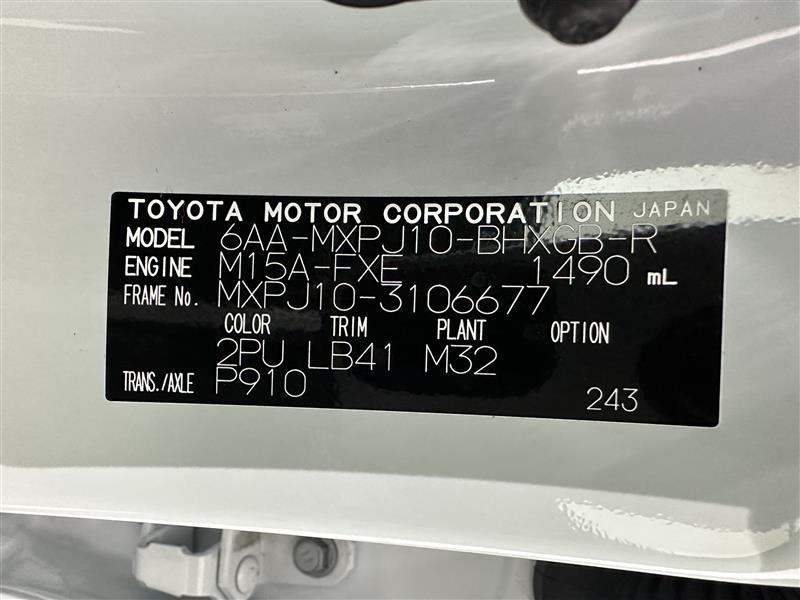 TOYOTA MOTOR CORPORATION JAPAN
MODEL 6AA-MXPJ10-BHXGB-R
ENGINE M15A-FXE 1490 mL
FRAME No. MXPJ10-3106677
COLOR TRIM PLANT OPTION
2PU LB41 M32
TRANS./AXLE P910
243